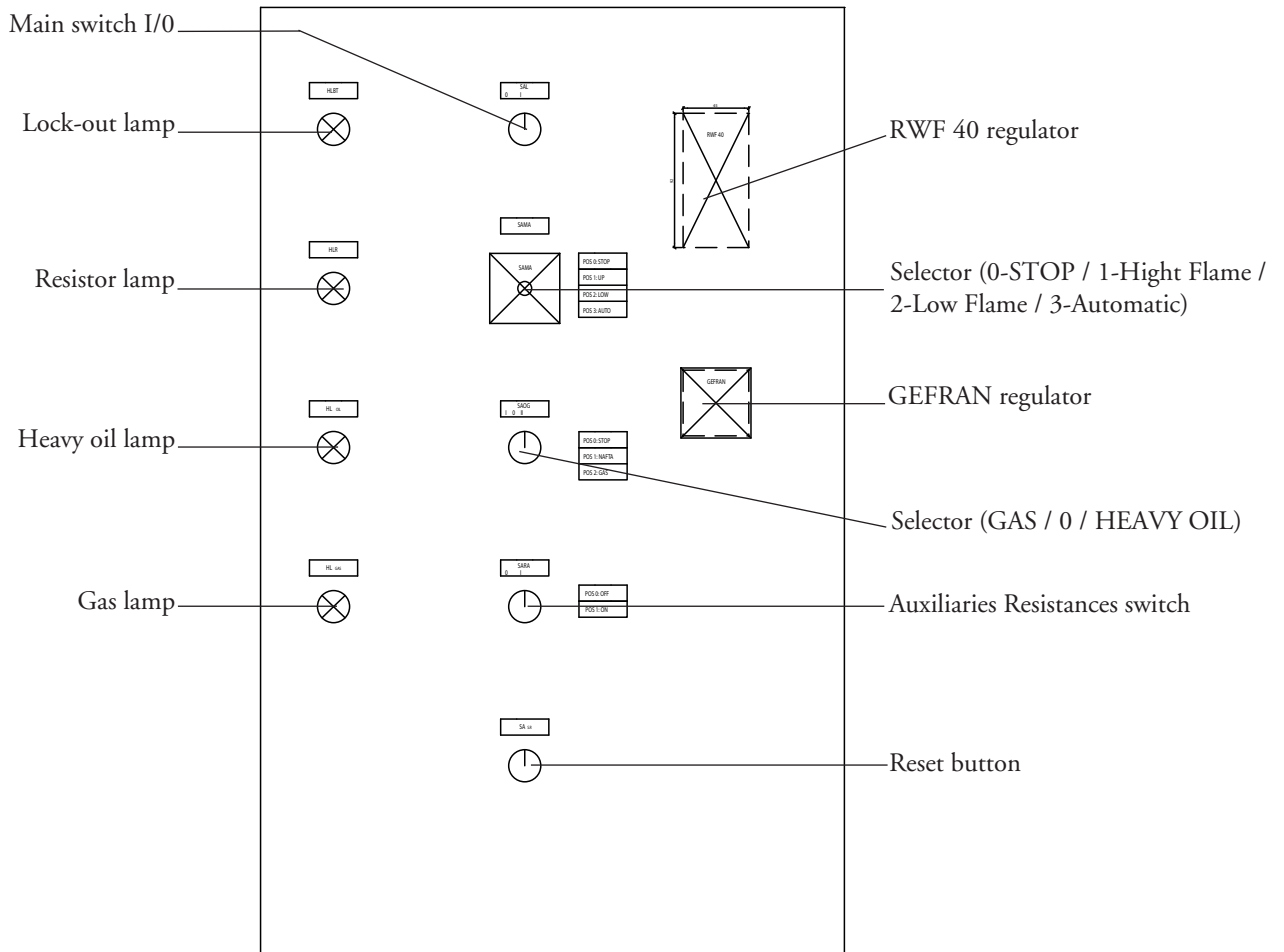 Main switch I/0
HLBT
SAL
0 I
Lock-out lamp
RWF 40
RWF 40 regulator
SAMA
HLR
SAMA
POS 0: STOP
POS 1: UP
POS 2: LOW
POS 3: AUTO
Resistor lamp
Selector (0-STOP / 1-Hight Flame /
2-Low Flame / 3-Automatic)
GEFRAN
GEFRAN regulator
HL OIL
SAOG
I 0 II
POS 0: STOP
POS 1: NAFTA
POS 2: GAS
Heavy oil lamp
Selector (GAS / 0 / HEAVY OIL)
HL GAS
SARA
0 I
POS 0: OFF
POS 1: ON
Gas lamp
Auxiliaries Resistances switch
Reset button